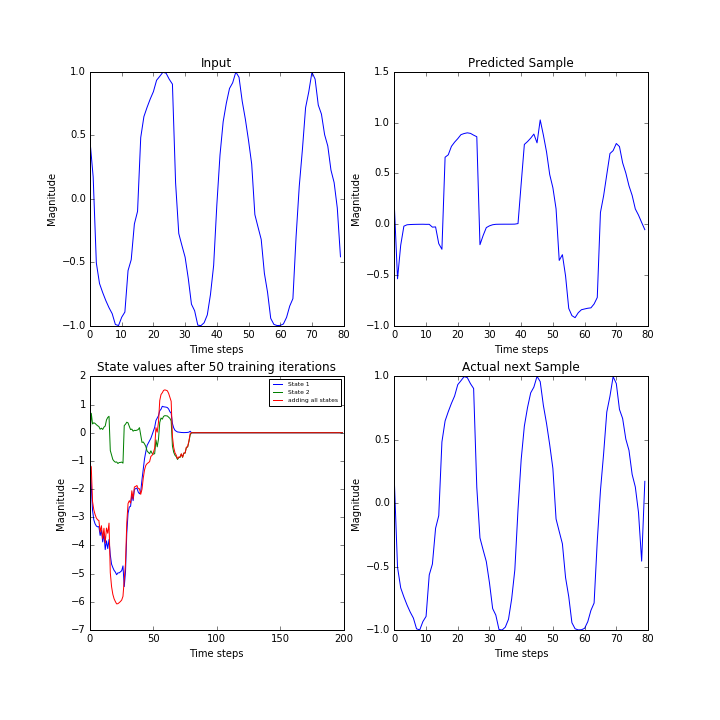 Input
Magnitude
1.0
0.5
0.0
−0.5
−1.0
0 10 20 30 40 50 60 70 80
Time steps
Predicted Sample
Magnitude
1.5
1.0
0.5
0.0
−0.5
−1.0
0 10 20 30 40 50 60 70 80
Time steps
State values after 50 training iterations
Magnitude
2
1
0
−1
−2
−3
−4
−5
−6
−7
State 1
State 2
adding all states
0 50 100 150 200
Time steps
Actual next Sample
Magnitude
1.0
0.5
0.0
−0.5
−1.0
0 10 20 30 40 50 60 70 80
Time steps